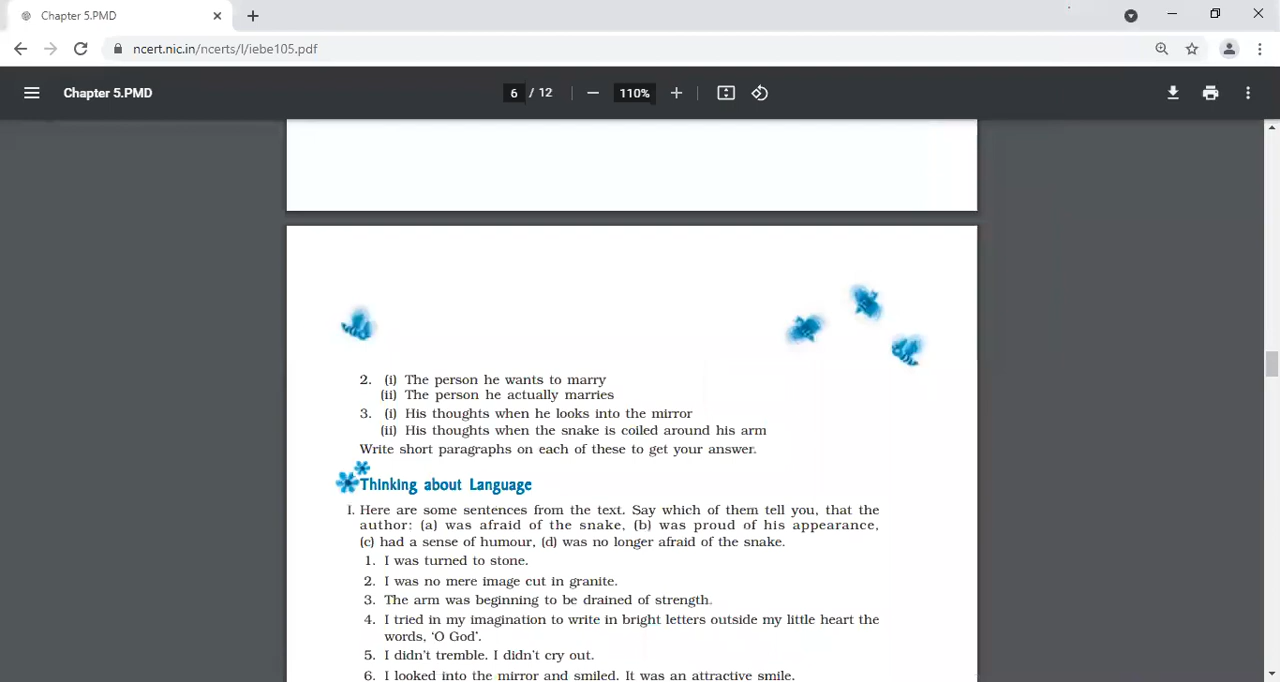 Chapter 5.PMD
ncert.nic.in/ncerts/l/iebe105.pdf
Chapter 5.PMD
6 / 12
110%
2. (i) The person he wants to marry
(ii) The person he actually marries
3. (i) His thoughts when he looks into the mirror
(ii) His thoughts when the snake is coiled around his arm
Write short paragraphs on each of these to get your answer.
Thinking about Language
I. Here are some sentences from the text. Say which of them tell you, that the
author: (a) was afraid of the snake, (b) was proud of his appearance,
(c) had a sense of humour, (d) was no longer afraid of the snake.
1. I was turned to stone.
2. I was no mere image cut in granite.
3. The arm was beginning to be drained of strength.
4. I tried in my imagination to write in bright letters outside my little heart the
words, ‘O God’.
5. I didn’t tremble. I didn’t cry out.
6. I looked into the mirror and smiled. It was an attractive smile.